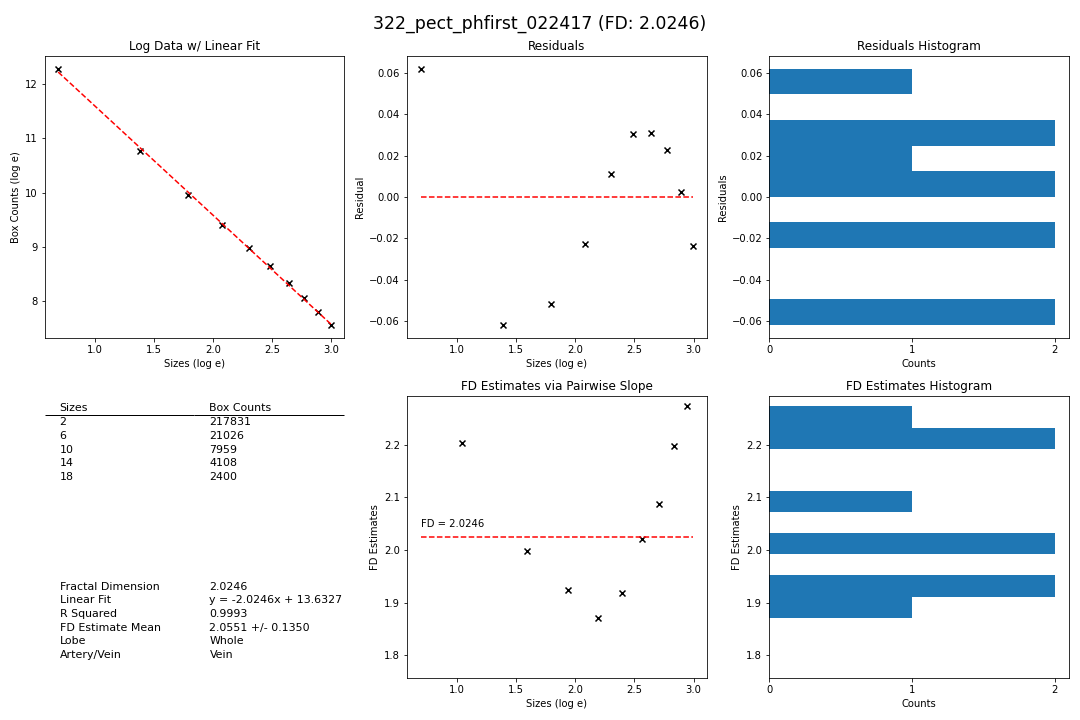 322_pect_phfirst_022417 (FD: 2.0246)
Log Data w/ Linear Fit
12
11
10
9
8
Box Counts (log e)
1.0 1.5 2.0 2.5 3.0
Sizes (log e)
Residuals
0.06
0.04
0.02
0.00
−0.02
−0.04
−0.06
Residual
1.0 1.5 2.0 2.5 3.0
Sizes (log e)
Residuals Histogram
0.06
0.04
0.02
0.00
−0.02
−0.04
−0.06
Residuals
0 1 2
Counts
Sizes Box Counts
2 217831
6 21026
10 7959
14 4108
18 2400
Fractal Dimension 2.0246
Linear Fit y = -2.0246x + 13.6327
R Squared 0.9993
FD Estimate Mean 2.0551 +/- 0.1350
Lobe Whole
Artery/Vein Vein
FD Estimates via Pairwise Slope
2.2
2.1
2.0
1.9
1.8
FD Estimates
FD = 2.0246
1.0 1.5 2.0 2.5 3.0
Sizes (log e)
FD Estimates Histogram
2.2
2.1
2.0
1.9
1.8
FD Estimates
0 1 2
Counts